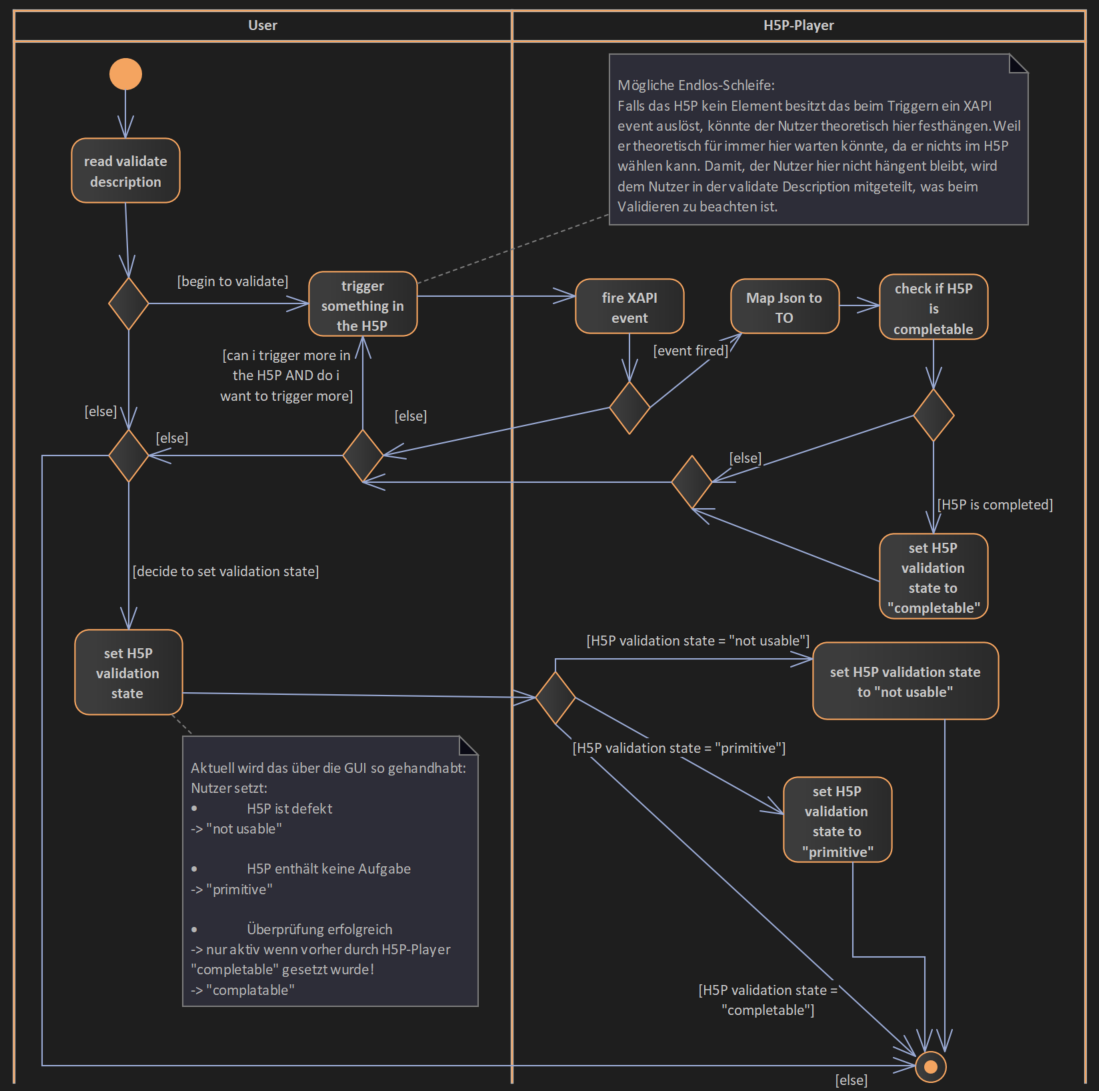 User
H5P-Player
Mögliche Endlos-Schleife:
Falls das H5P kein Element besitzt das beim Triggern ein XAPI
event auslöst, könnte der Nutzer theoretisch hier festhängen. Weil
er theoretisch für immer hier warten könnte, da er nichts im H5P
wählen kann. Damit, der Nutzer hier nicht hängent bleibt, wird
dem Nutzer in der validate Description mitgeteilt, was beim
Validieren zu beachten ist.
read validate
description
[begin to validate]
trigger
something in
the H5P
fire XAPI
event
Map Json to
TO
check if H5P
is
completable
[event fired]
[can i trigger more in
the H5P AND do i
want to trigger more]
[else]
[else]
[else]
[else]
[H5P is completed]
set H5P
validation
state to
"completable"
[decide to set validation state]
set H5P
validation
state
[H5P validation state = "not usable"]
set H5P validation state
to "not usable"
[H5P validation state = "primitive"]
set H5P
validation
state to
"primitive"
Aktuell wird das über die GUI so gehandhabt:
Nutzer setzt:
• H5P ist defekt
-> "not usable"
• H5P enthält keine Aufgabe
-> "primitive"
• Überprüfung erfolgreich
-> nur aktiv wenn vorher durch H5P-Player
"completable" gesetzt wurde!
-> "complatable"
[H5P validation state =
"completable"]
[else]